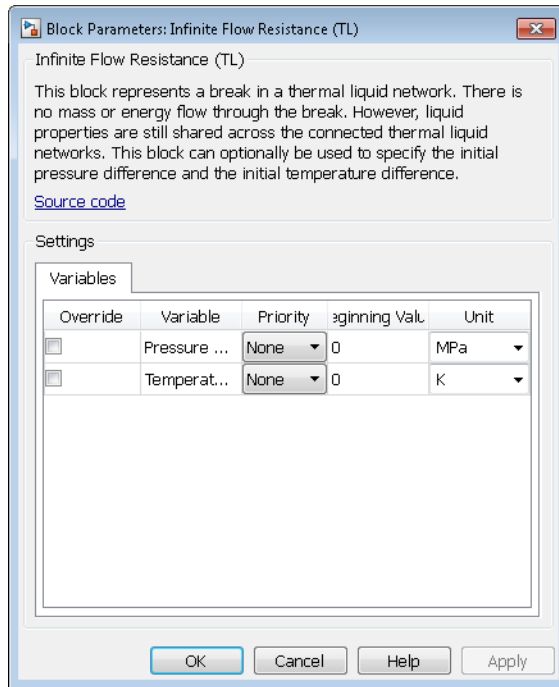 Block Parameters: Infinite Flow Resistance (TL)
Infinite Flow Resistance (TL)
This block represents a break in a thermal liquid network. There is
no mass or energy flow through the break. However, liquid
properties are still shared across the connected thermal liquid
networks. This block can optionally be used to specify the initial
pressure difference and the initial temperature difference.
Source code
Settings
Variables
Override Variable Priority eginning Valu Unit
Pressure ... None 0 MPa
Temperat... None 0 K
OK Cancel Help Apply